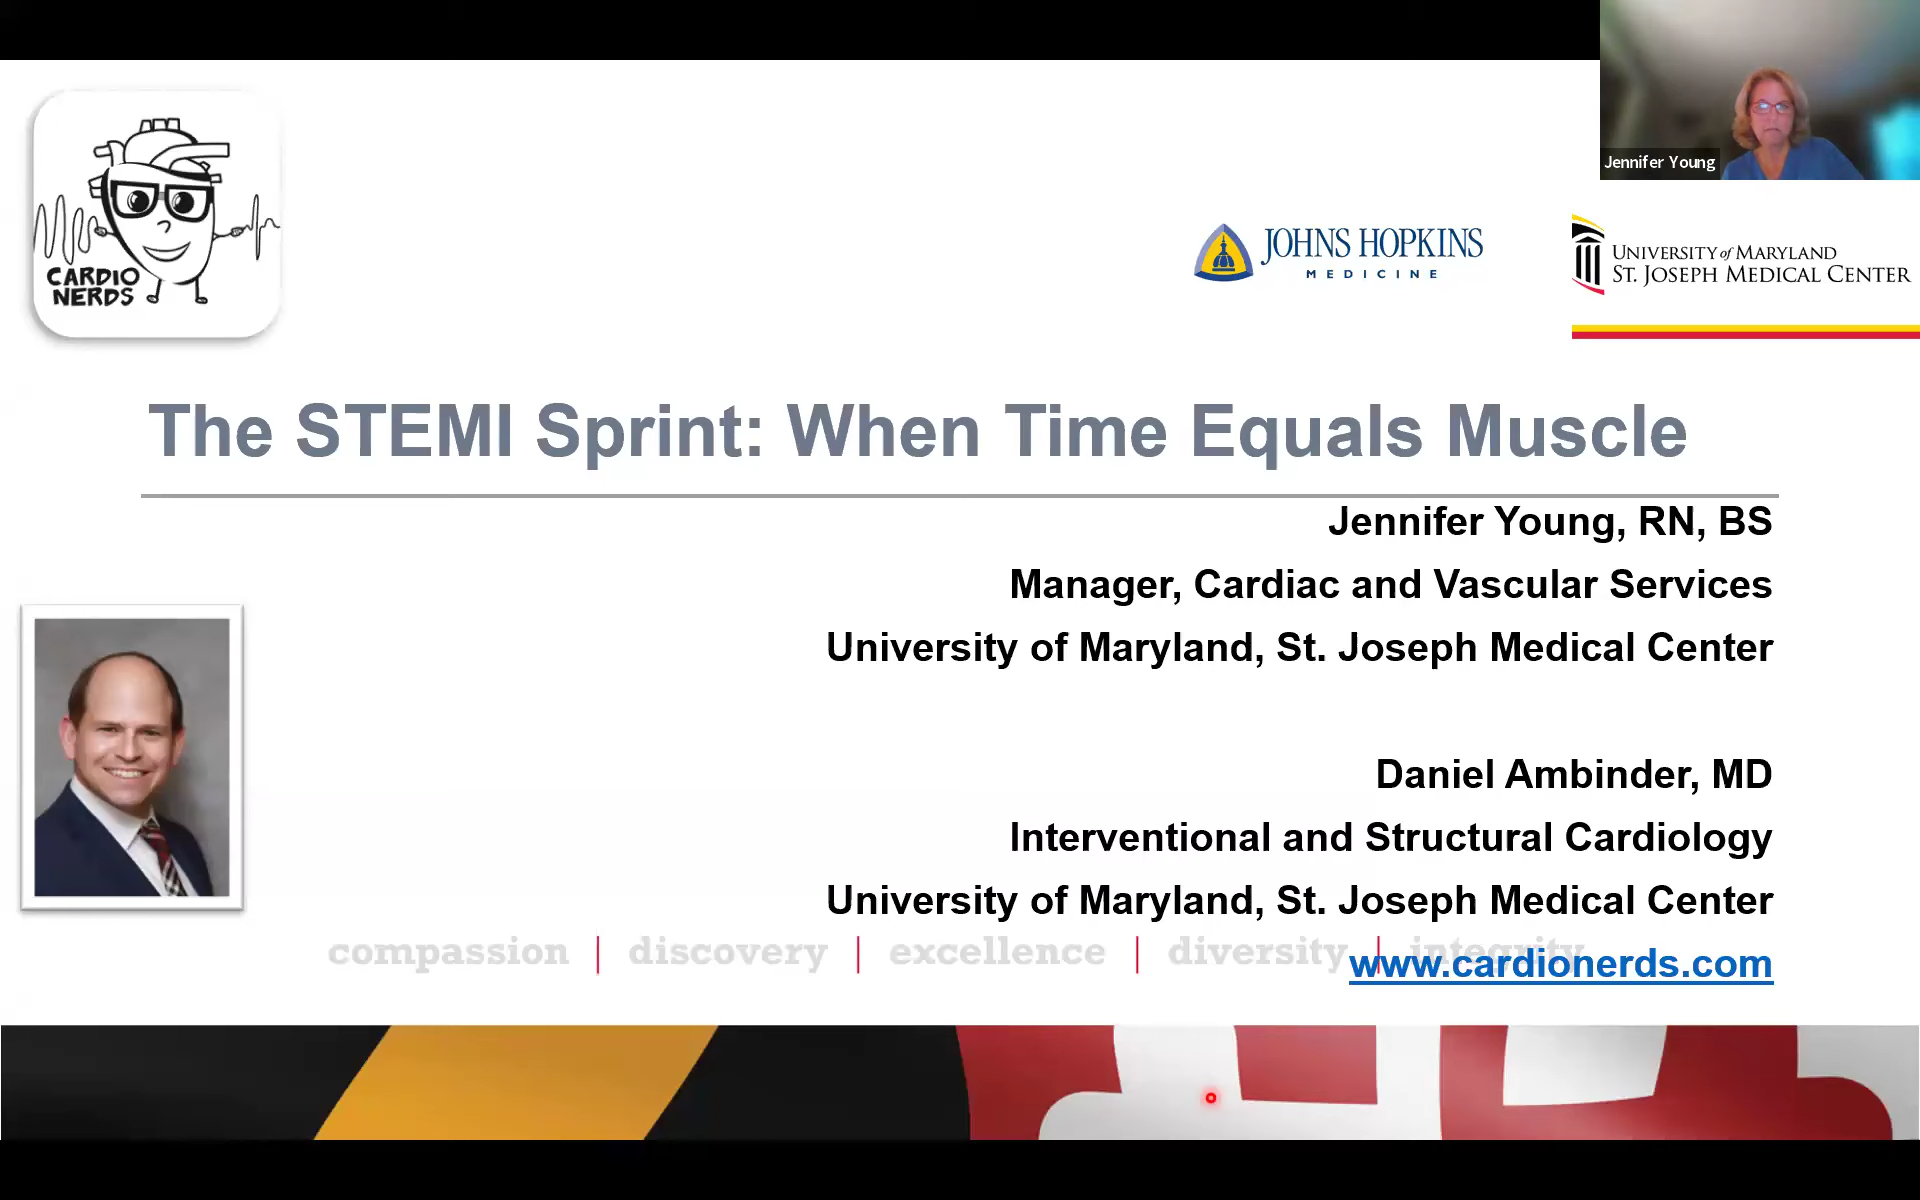 Jennifer Young
CARDIO
NERDS
JOHNS HOPKINS
MEDICINE
UNIVERSITY of MARYLAND
ST. JOSEPH MEDICAL CENTER
The STEMI Sprint: When Time Equals Muscle
Jennifer Young, RN, BS
Manager, Cardiac and Vascular Services
University of Maryland, St. Joseph Medical Center
Daniel Ambinder, MD
Interventional and Structural Cardiology
University of Maryland, St. Joseph Medical Center
compassion | discovery | excellence | diversity | integrity
www.cardionerds.com